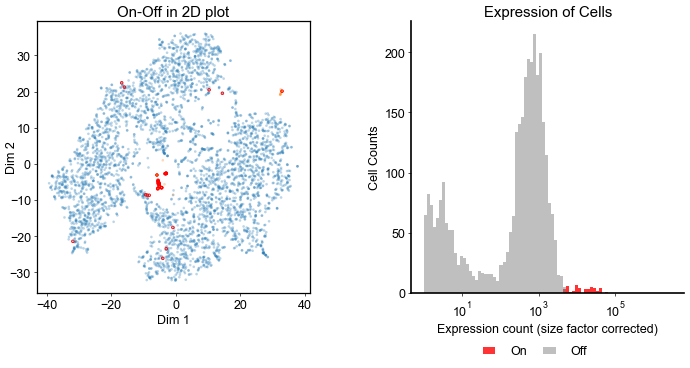 On-Off in 2D plot
Dim 2
30
20
10
0
−10
−20
−30
−40
−20
0
20
40
Dim 1
Expression of Cells
Cell Counts
200
150
100
50
0
10^1
10^3
10^5
Expression count (size factor corrected)
On
Off